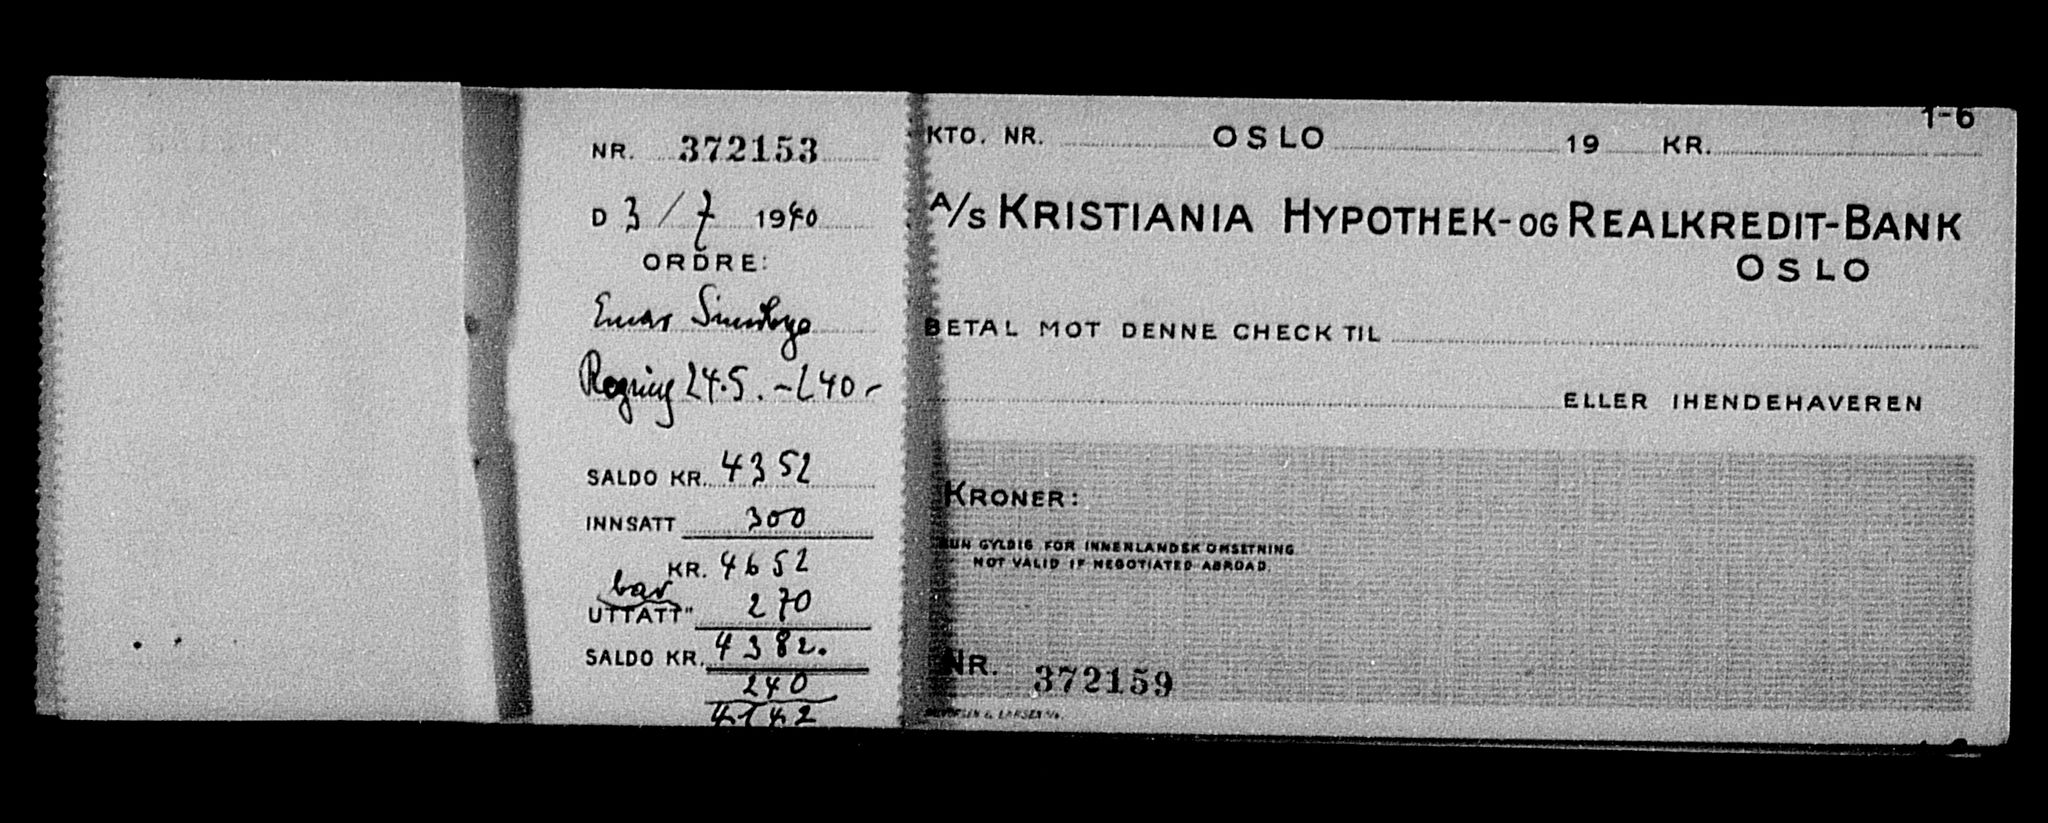 NR. 372153
D 3/7 1940
ORDRE:
Einar
Regning 24.5. - 240-
SALDO KR. 4352
INNSATT 300
KR. 4652
bar
UTTATT " 270
SALDO KR. 4382.
240
4142
1-6
KTO. NR. OSLO 19 KR.
A/S KRISTIANIA HYPOTHEK- OG REALKREDIT-BANK
OSLO
BETAL MOT DENNE CHECK TIL
ELLER IHENDEHAVEREN
KRONER:
KUN GYLDIG FOR INNENLANDSK OMSETNING
NOT VALID IF NEGOTIATED ABROAD.
NR. 372159
& LARSEN A/S.